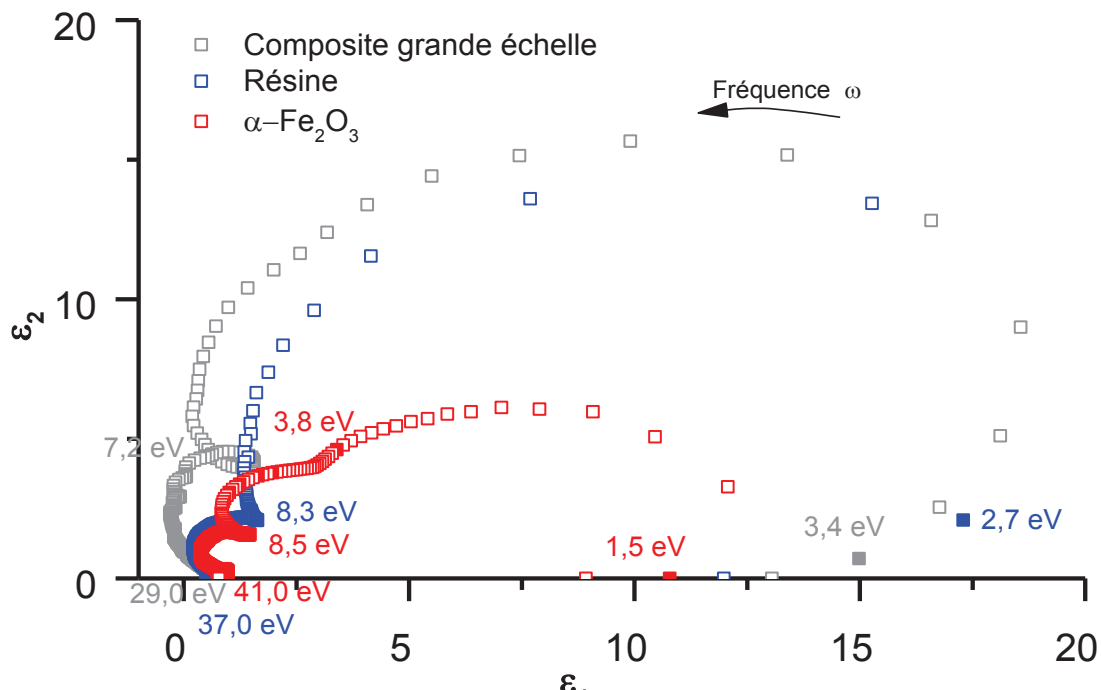 20
Composite grande échelle
Résine
α–Fe₂O₃
Fréquence ω
10
ε₂
3,8 eV
7,2 eV
8,3 eV
8,5 eV
2,7 eV
3,4 eV
1,5 eV
0
29,0 eV
41,0 eV
37,0 eV
0 5 10 15 20